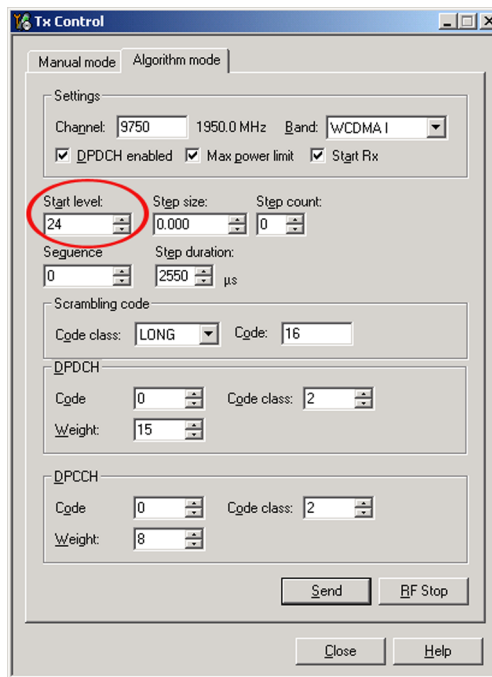 Tx Control
Manual mode Algorithm mode
Settings
Channel: 9750 1950.0 MHz Band: WCDMA I
DPDCH enabled Max power limit Start Rx
Start level: Step size: Step count:
24 0.000 0
Sequence Step duration:
0 2550 µs
Scrambling code
Code class: LONG Code: 16
DPDCH
Code 0 Code class: 2
Weight: 15
DPCCH
Code 0 Code class: 2
Weight: 8
Send RF Stop
Close Help